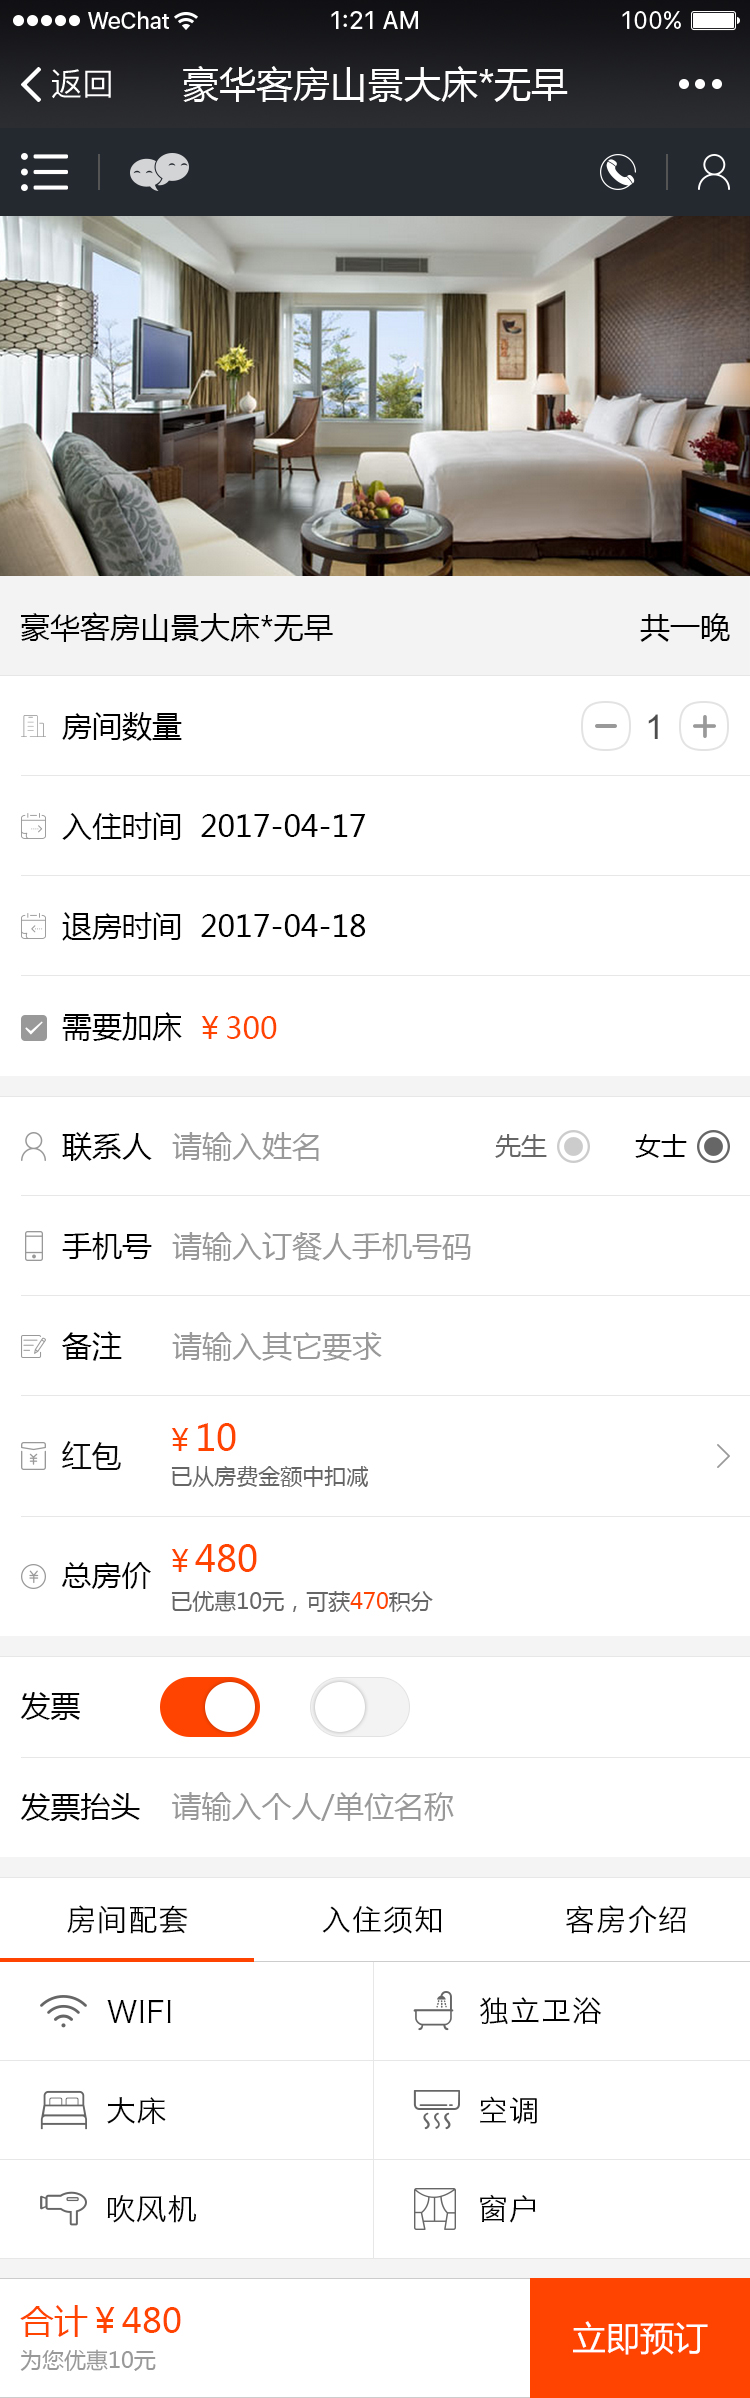 WeChat 1:21 AM 100%
返回 豪华客房山景大床*无早
豪华客房山景大床*无早 共一晚
房间数量 1
入住时间 2017-04-17
退房时间 2017-04-18
需要加床 ¥300
联系人 请输入姓名 先生 女士
手机号 请输入订餐人手机号码
备注 请输入其它要求
红包 ¥10
已从房费金额中扣减
总房价 ¥480
已优惠10元，可获470积分
发票
发票抬头 请输入个人/单位名称
房间配套 入住须知 客房介绍
WIFI 独立卫浴
大床 空调
吹风机 窗户
合计¥480
为您优惠10元
立即预订